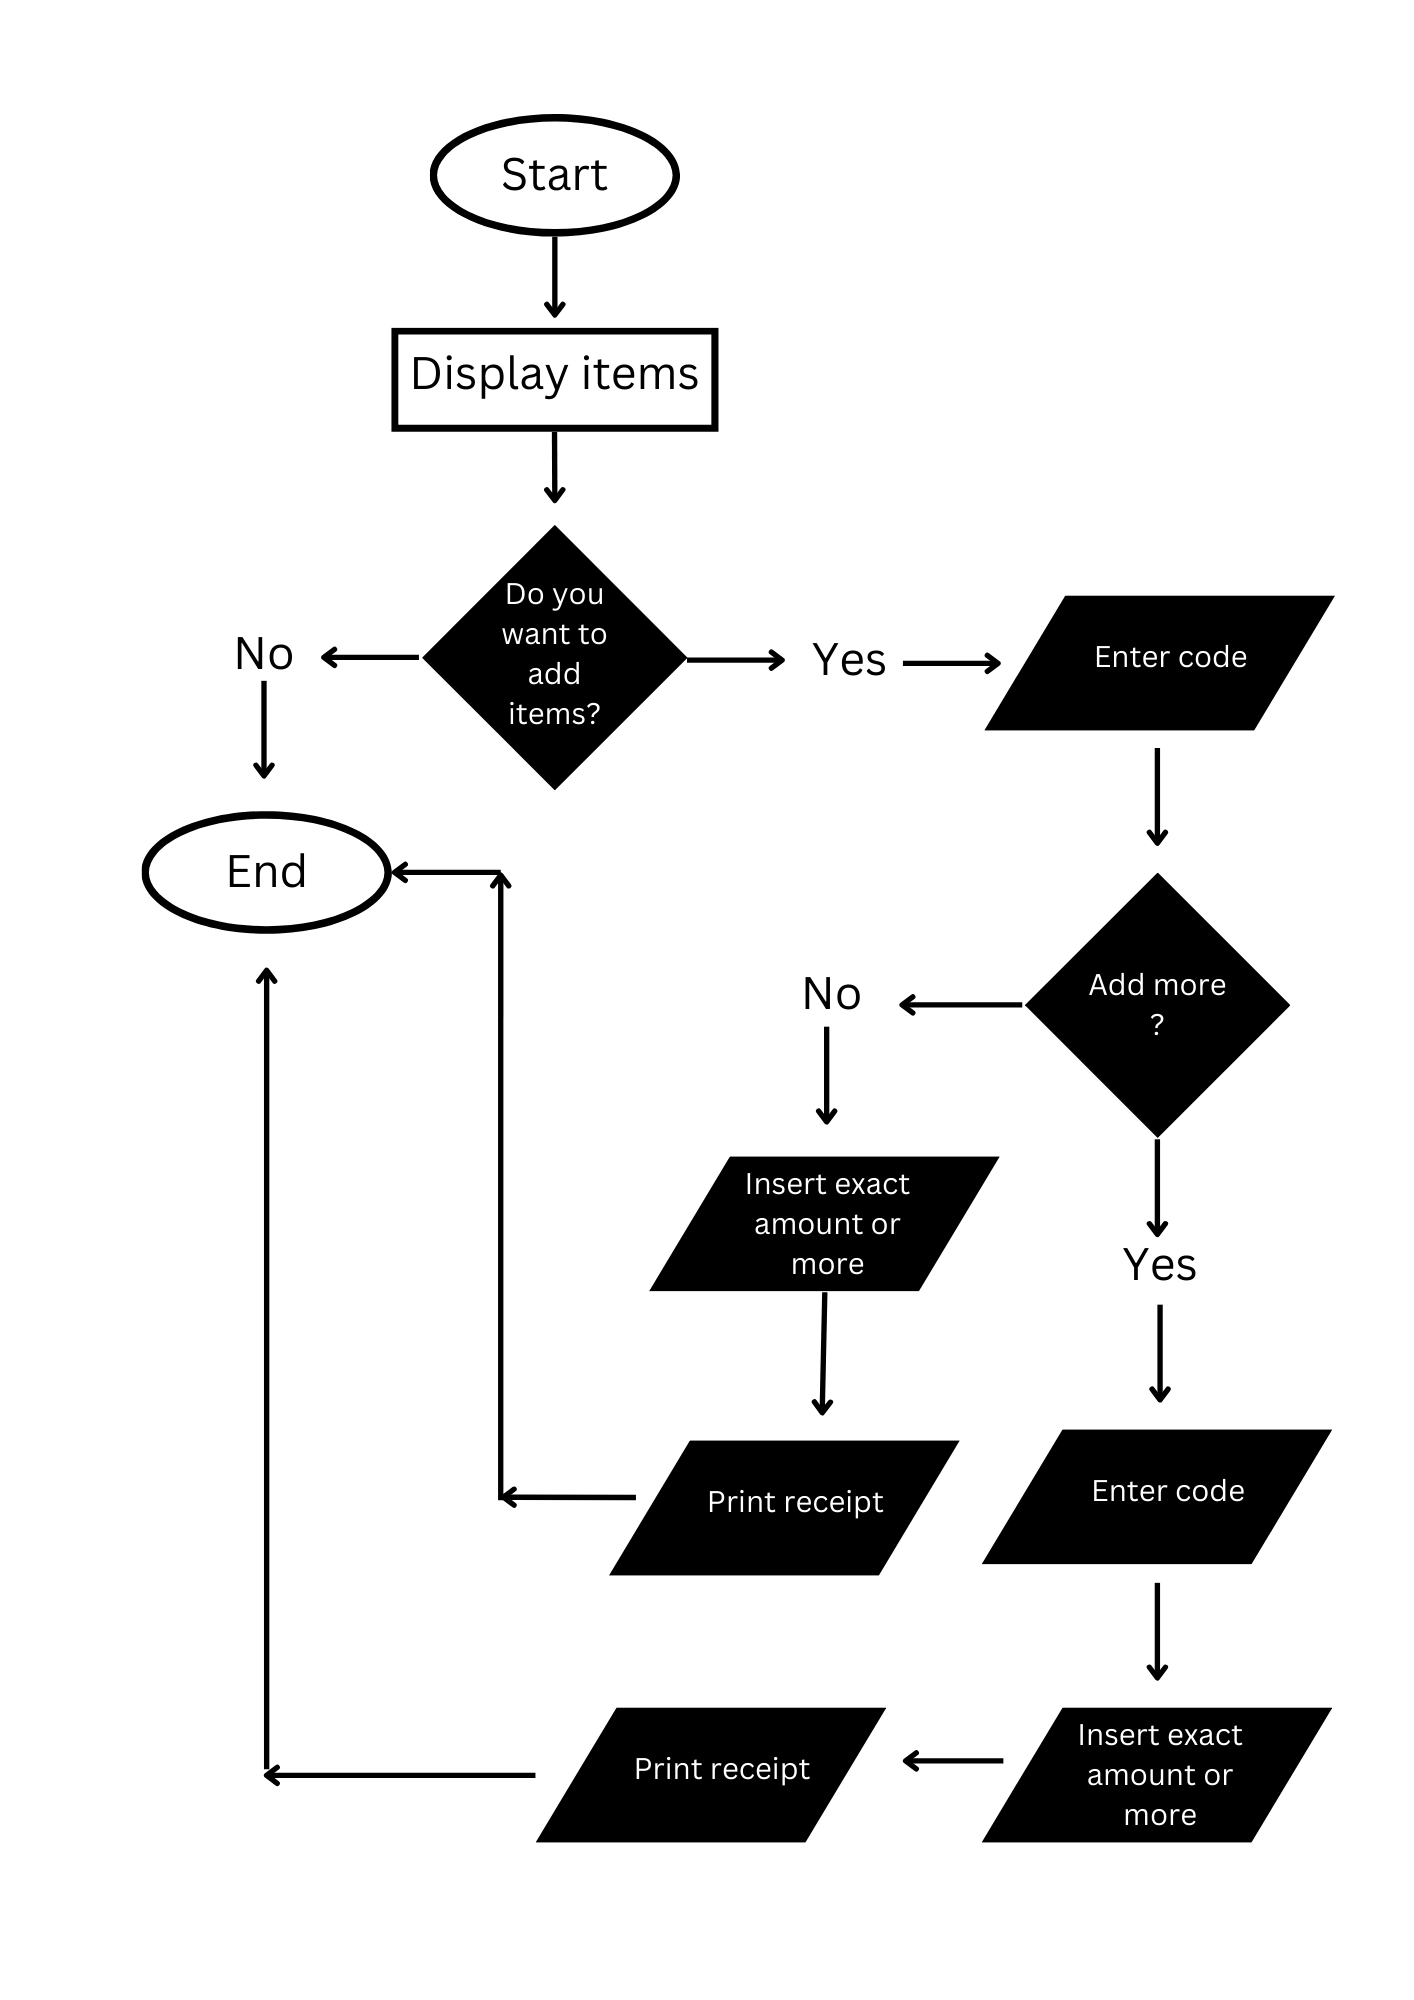 Start
Display items
Do you
want to
add
items?
No
Yes
Enter code
End
Add more
?
No
Insert exact
amount or
more
Yes
Print receipt
Enter code
Print receipt
Insert exact
amount or
more